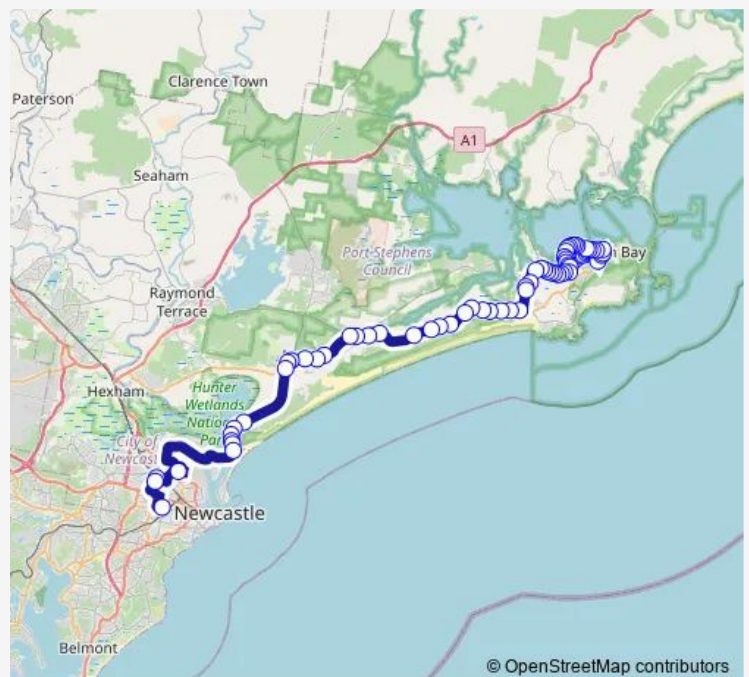 Clarence Town
Paterson
A1
Seaham
Port Stephens
Council
n Bay
Raymond
Terrace
Hunter
Wetlands
Nation
Par
Hexham
City of
Newcast
Newcastle
Belmont
© OpenStreetMap contributors